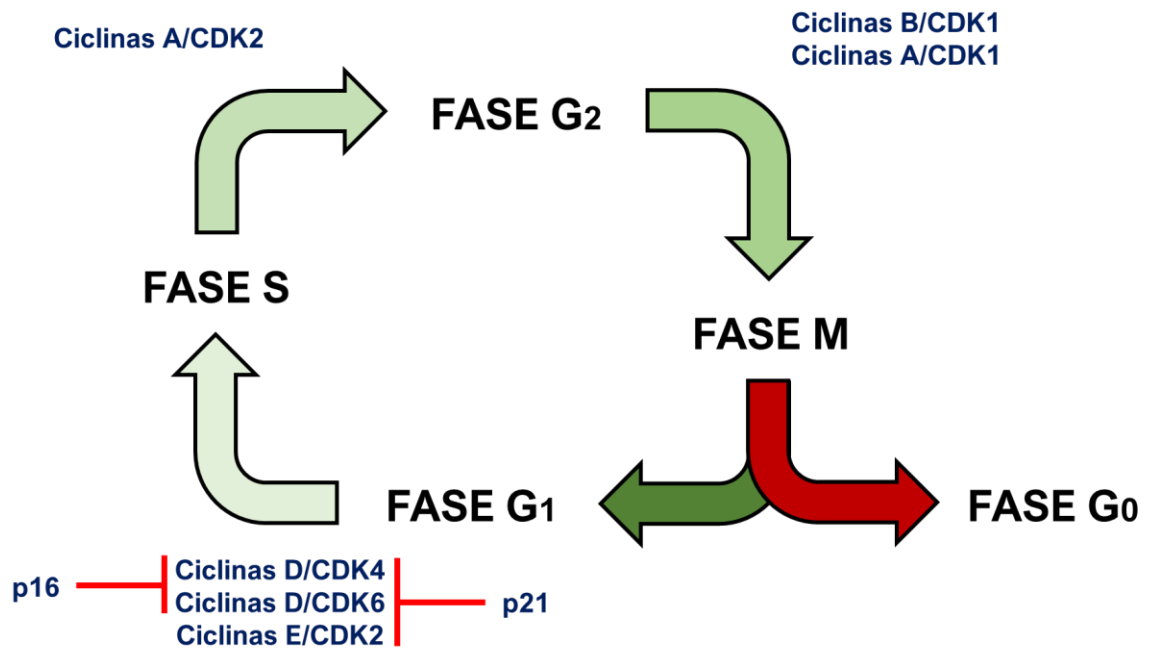 Ciclinas A/CDK2
Ciclinas B/CDK1
Ciclinas A/CDK1
FASE G2
FASE S
FASE M
FASE G1
FASE G0
Ciclinas D/CDK4
p16
Ciclinas D/CDK6
p21
Ciclinas E/CDK2